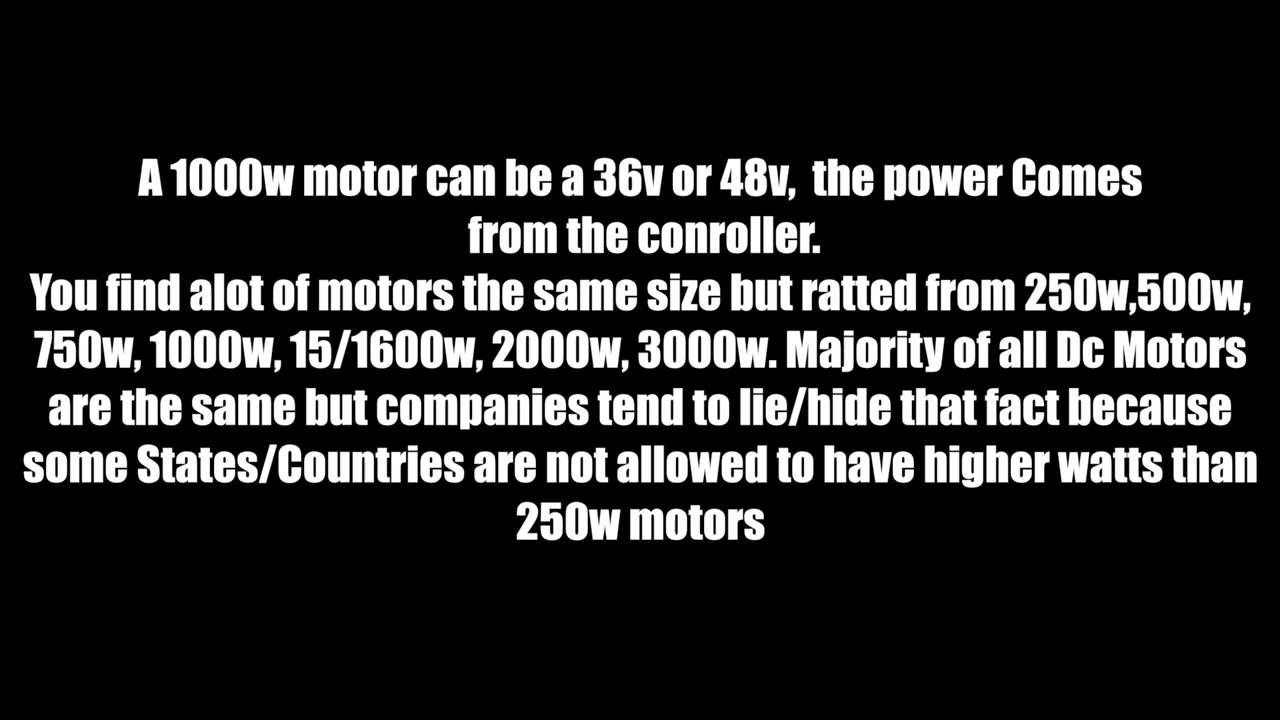 A 1000w motor can be a 36v or 48v,  the power Comes
from the conroller.
You find alot of motors the same size but ratted from 250w,500w,
750w, 1000w, 15/1600w, 2000w, 3000w. Majority of all Dc Motors
are the same but companies tend to lie/hide that fact because
some States/Countries are not allowed to have higher watts than
250w motors